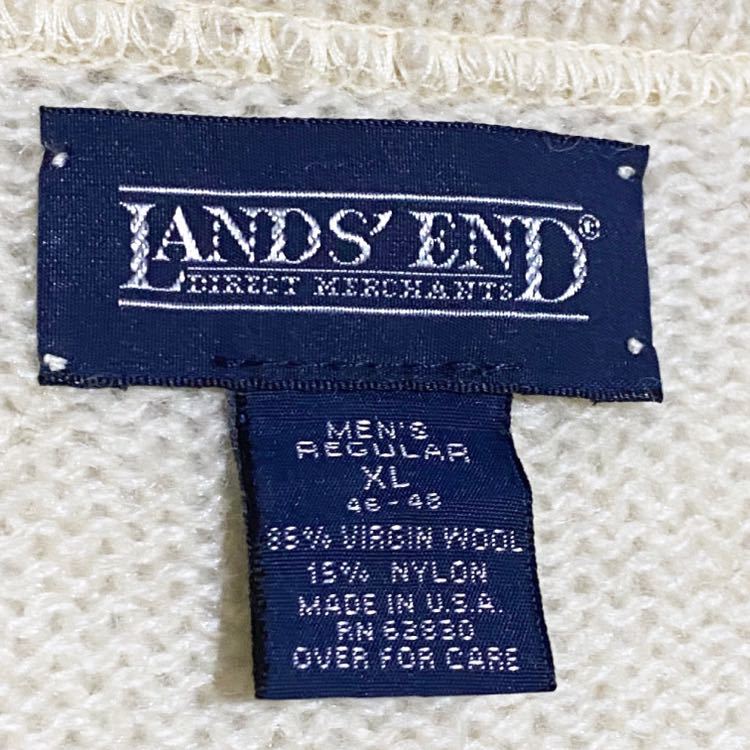 LANDS' END®
DIRECT MERCHANTS
MEN'S
REGULAR
XL
46-48
85% VIRGIN WOOL
15% NYLON
MADE IN U.S.A.
RN 62830
OVER FOR CARE